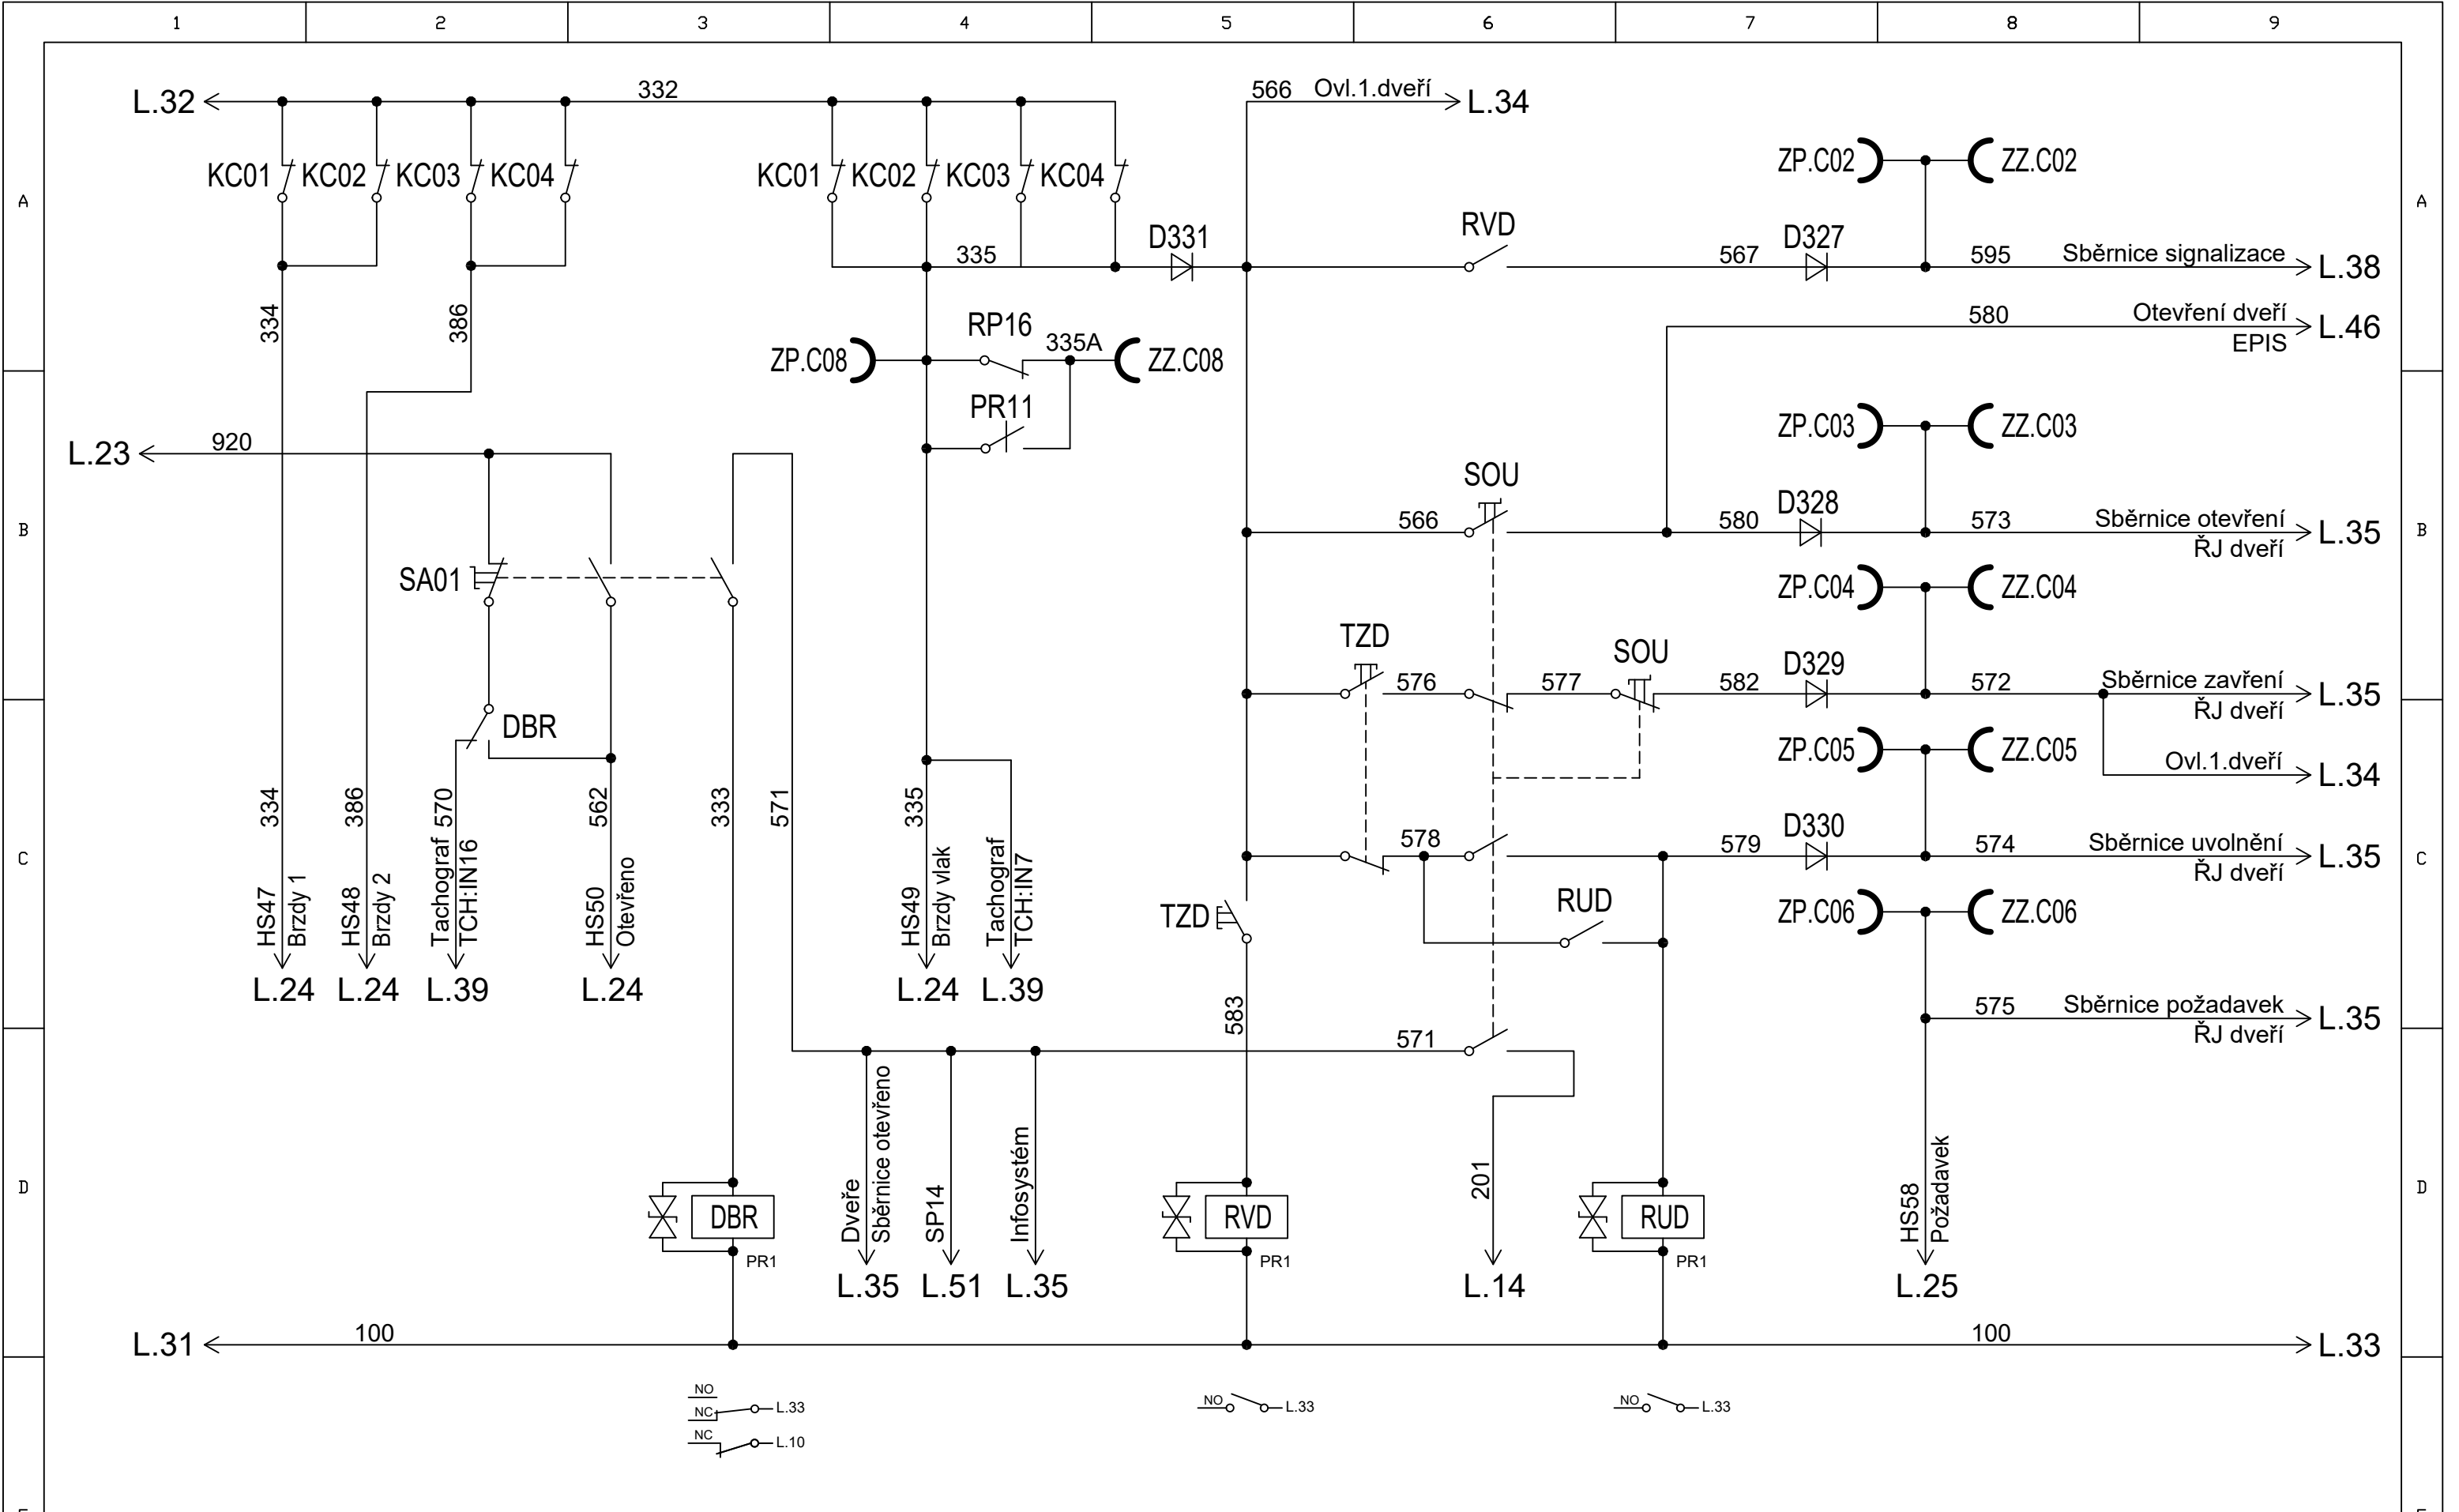 1 2 3 4 5 6 7 8 9
L.32 332 566 Ovl.1.dveří L.34
KC01 KC02 KC03 KC04 KC01 KC02 KC03 KC04 ZP.C02 ZZ.C02
A A
D331 RVD D327
335 567 595 Sběrnice signalizace L.38
334 386 RP16 335A 580 Otevření dveří L.46
EPIS
ZP.C08 ZZ.C08
PR11
ZP.C03 ZZ.C03
L.23 920
SOU D328
B 566 580 573 Sběrnice otevření L.35 B
ŘJ dveří
SA01 ZP.C04 ZZ.C04
TZD SOU D329
576 577 582 572 Sběrnice zavření L.35
ŘJ dveří
DBR ZP.C05 ZZ.C05
Ovl.1.dveří L.34
334 386 570 562 333 571 335
578 D330
C 579 574 Sběrnice uvolnění L.35 C
ŘJ dveří
HS47
Brzdy 1
HS48
Brzdy 2
Tachograf
TCH:IN16
HS50
Otevřeno
HS49
Brzdy vlak
Tachograf
TCH:IN7
TZD RUD ZP.C06 ZZ.C06
L.24 L.24 L.39 L.24 L.24 L.39
583 575 Sběrnice požadavek L.35
ŘJ dveří
571
Dveře
Sběrnice otevřeno
SP14
Infosystém
201
HS58
Požadavek
D D
DBR RVD RUD
PR1 PR1 PR1
L.35 L.51 L.35 L.14 L.25
L.31 100 100 L.33
NO
NC L.33
NC L.10
NO L.33
NO L.33